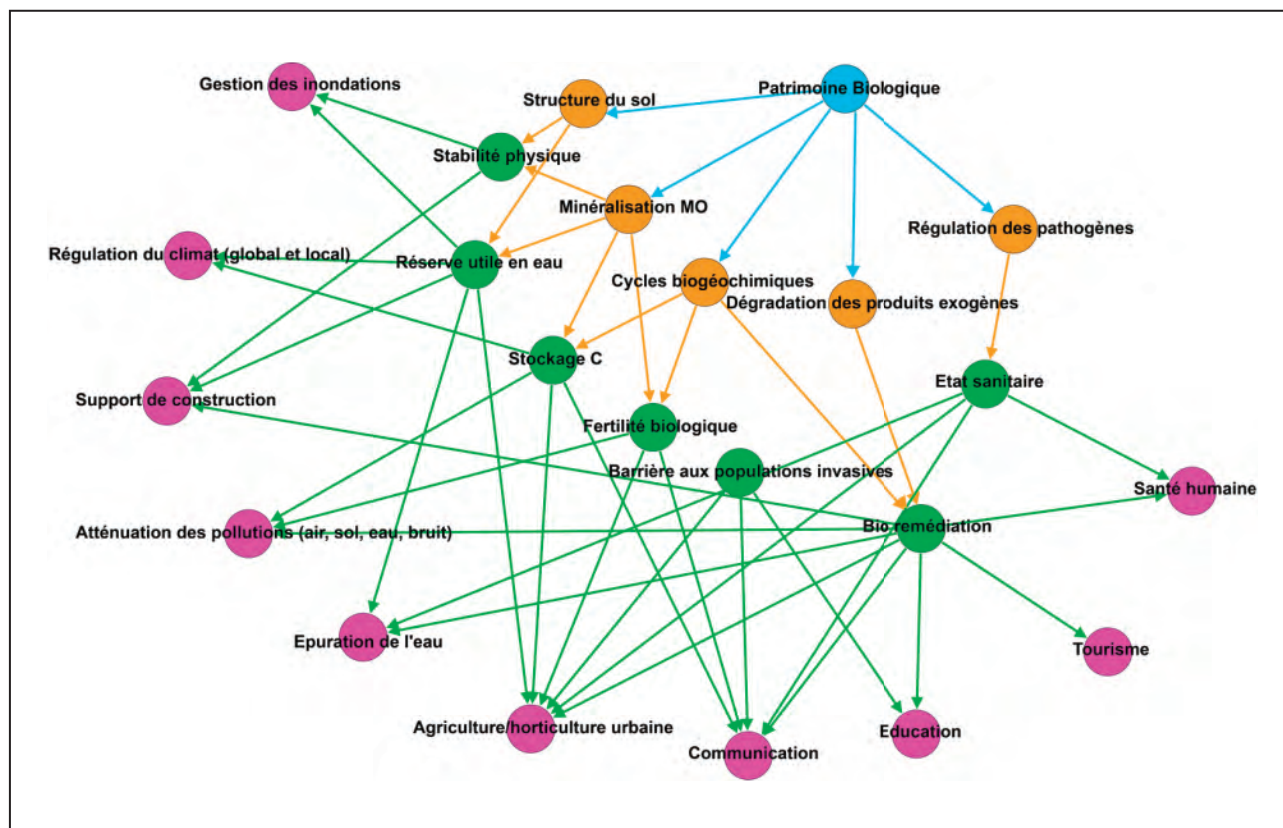 Gestion des inondations
Patrimoine Biologique
Structure du sol
Stabilité physique
Minéralisation MO
Régulation des pathogènes
Régulation du climat (global et local)
Réserve utile en eau
Cycles biogéochimiques
Dégradation des produits exogènes
Stockage C
Etat sanitaire
Support de construction
Fertilité biologique
Barrière aux populations invasives
Santé humaine
Atténuation des pollutions (air, sol, eau, bruit)
Bio remédiation
Epuration de l'eau
Tourisme
Agriculture/horticulture urbaine
Education
Communication